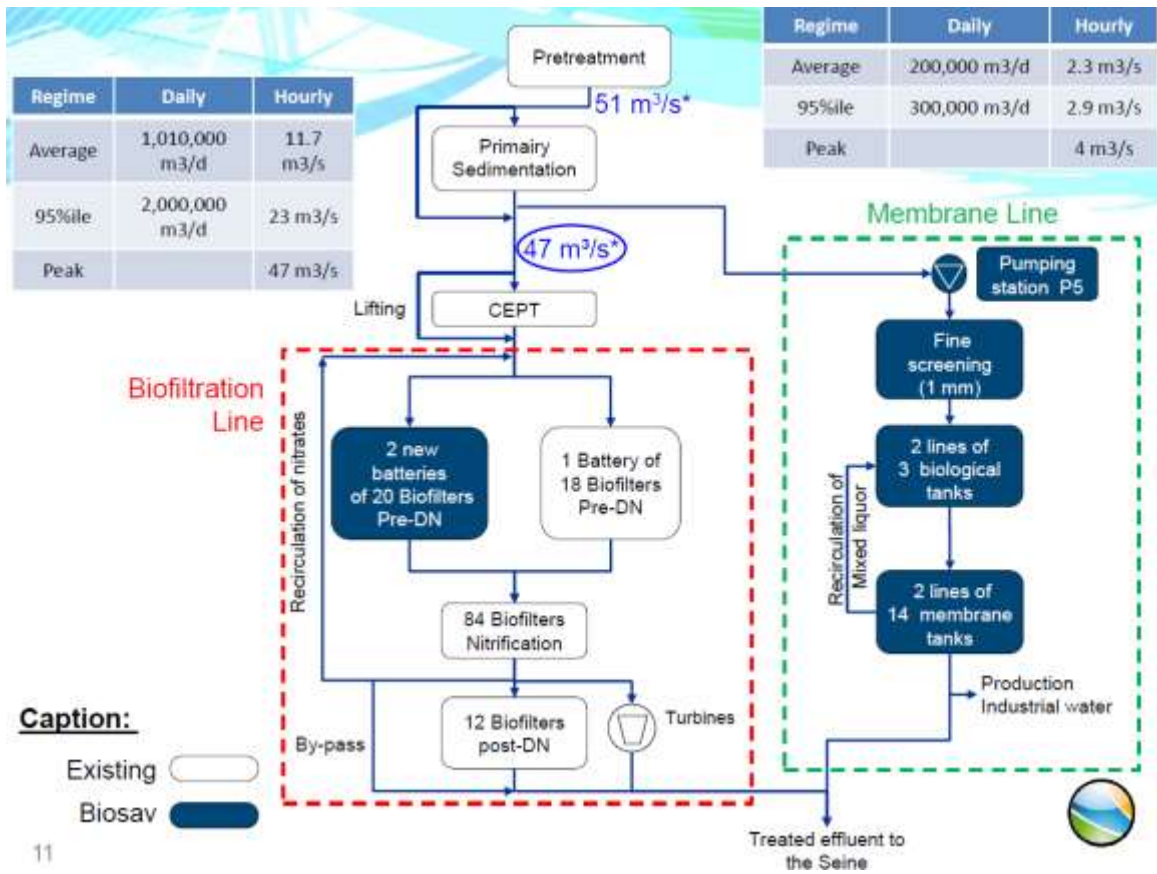 Pretreatment
51 m³/s*
Regime Daily Hourly
Average 1,010,000 m3/d 11.7 m3/s
95%ile 2,000,000 m3/d 23 m3/s
Peak 47 m3/s
Regime Daily Hourly
Average 200,000 m3/d 2.3 m3/s
95%ile 300,000 m3/d 2.9 m3/s
Peak 4 m3/s
Primairy
Sedimentation
47 m³/s*
Lifting
CEPT
Membrane Line
Pumping
station P5
Fine
screening
(1 mm)
2 lines of
3 biological
tanks
Recirculation of
Mixed liquor
2 lines of
14 membrane
tanks
Production
Industrial water
Biofiltration
Line
Recirculation of nitrates
2 new
batteries
of 20 Biofilters
Pre-DN
1 Battery of
18 Biofilters
Pre-DN
84 Biofilters
Nitrification
12 Biofilters
post-DN
Turbines
By-pass
Caption:
Existing
Biosav
Treated effluent to
the Seine
11